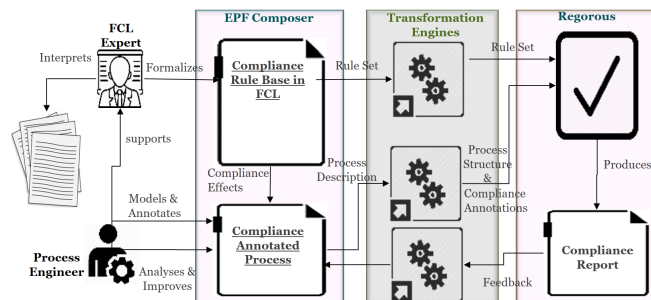 EPF Composer
Transformation
Engines
Regorous
FCL
Expert
Interprets
Formalizes
Compliance
Rule Base in
FCL
Rule Set
Rule Set
supports
Compliance
Effects
Process
Description
Process
Structure
&
Compliance
Annotations
Produces
Models &
Annotates
Process
Engineer
Analyses &
Improves
Compliance
Annotated
Process
Feedback
Compliance
Report